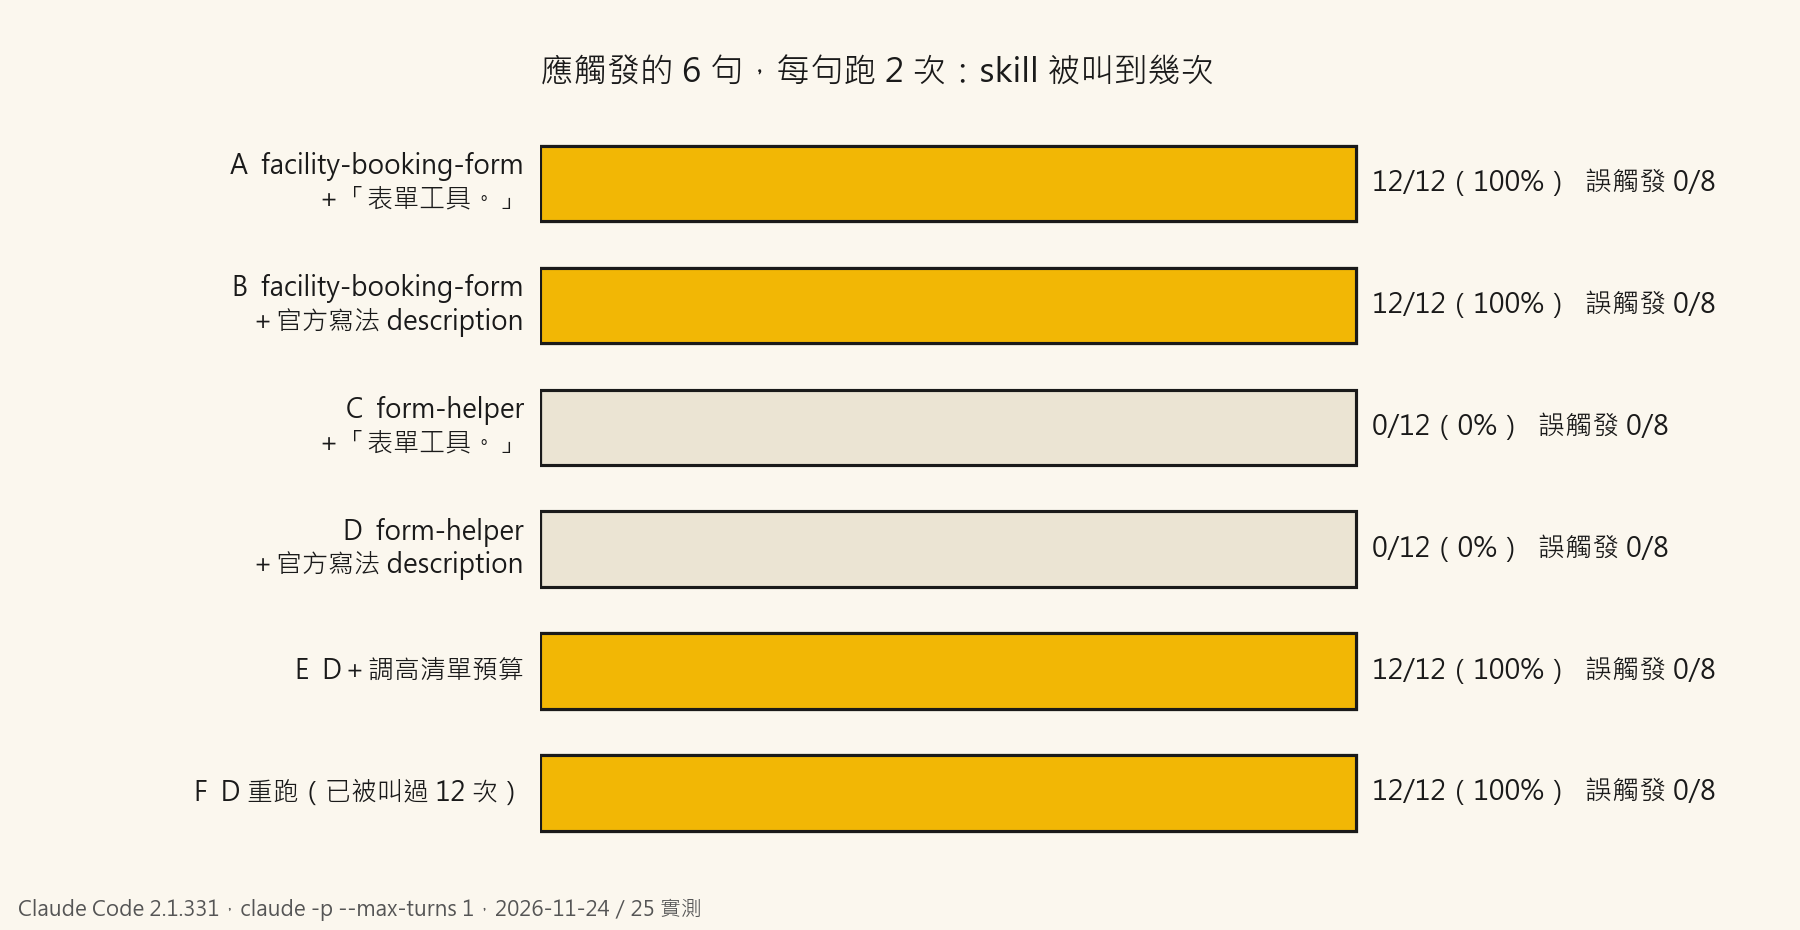 應觸發的 6 句，每句跑 2 次：skill 被叫到幾次
A facility-booking-form
+「表單工具。」
12/12（100%） 誤觸發 0/8
B facility-booking-form
+官方寫法 description
12/12（100%） 誤觸發 0/8
C form-helper
+「表單工具。」
0/12（0%） 誤觸發 0/8
D form-helper
+官方寫法 description
0/12（0%） 誤觸發 0/8
E D+調高清單預算
12/12（100%） 誤觸發 0/8
F D 重跑（已被叫過 12 次）
12/12（100%） 誤觸發 0/8
Claude Code 2.1.331 · claude -p --max-turns 1 · 2026-11-24 / 25 實測